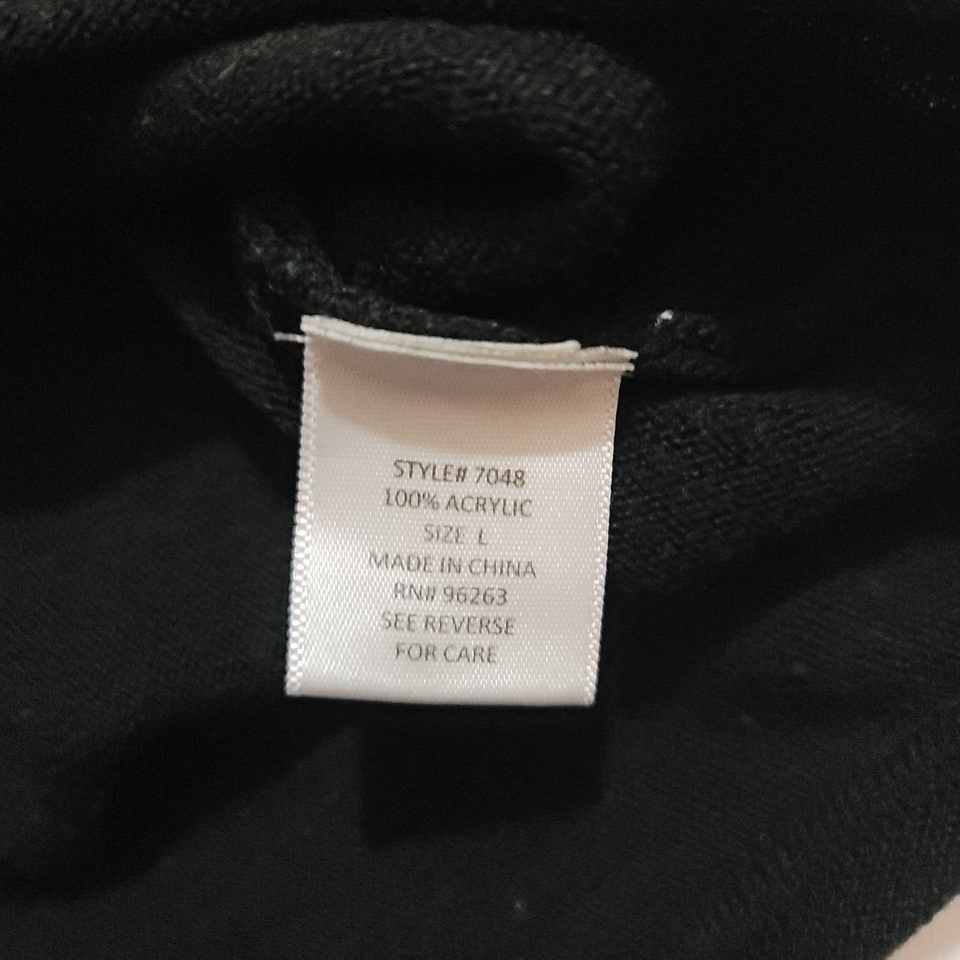 STYLE# 7048
100% ACRYLIC
SIZE L
MADE IN CHINA
RN# 96263
SEE REVERSE
FOR CARE